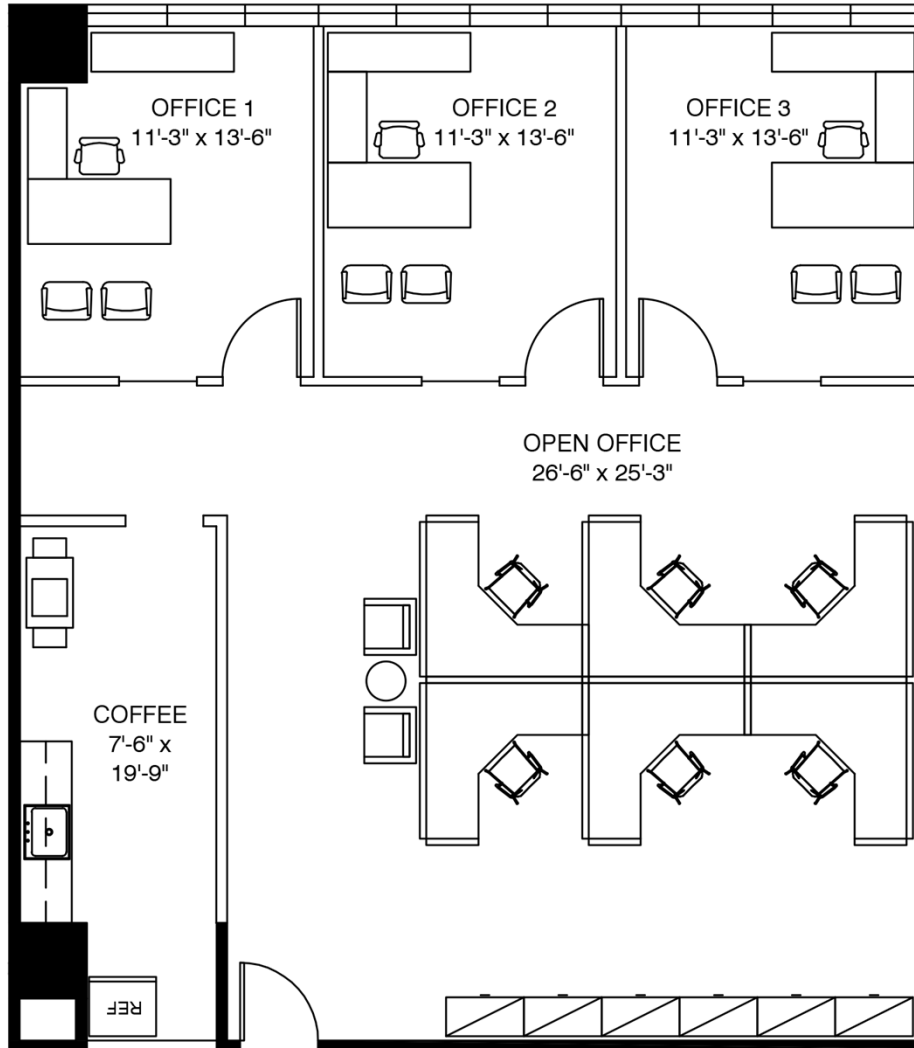 OFFICE 1
11'-3" x 13'-6"
OFFICE 2
11'-3" x 13'-6"
OFFICE 3
11'-3" x 13'-6"
OPEN OFFICE
26'-6" x 25'-3"
COFFEE
7'-6" x
19'-9"
REF